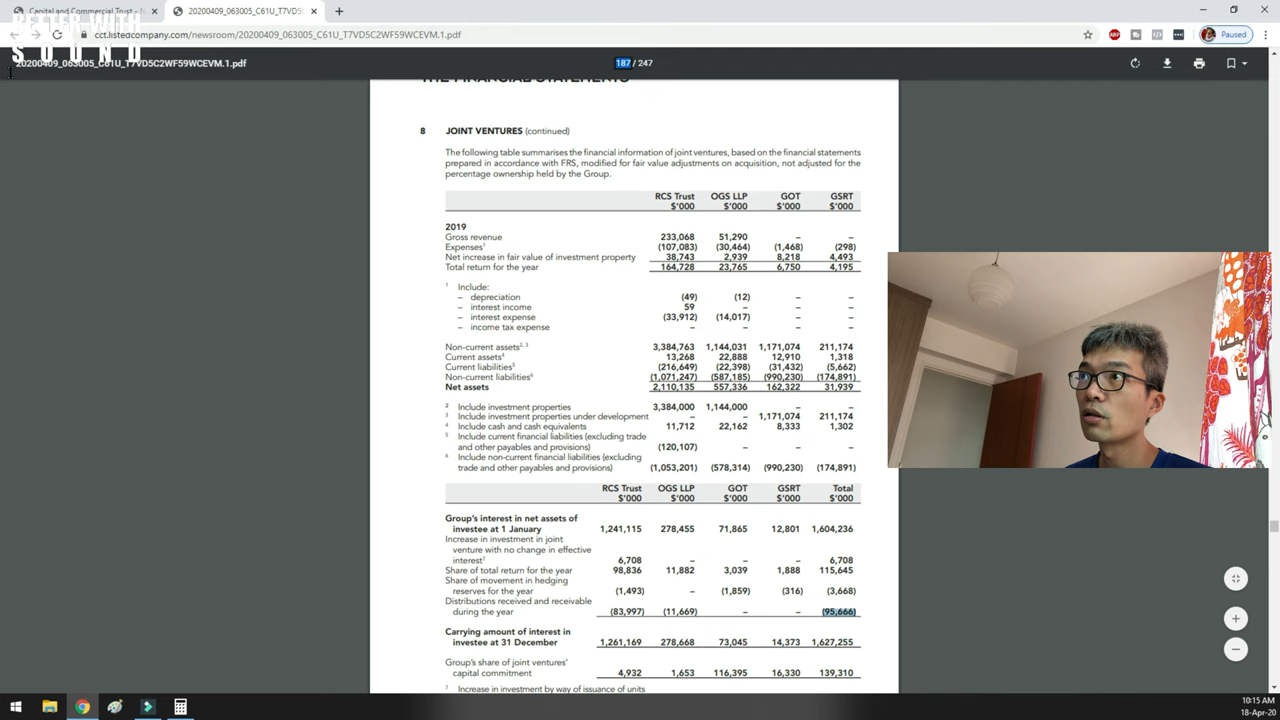 CapitaLand Commercial Trust - N
20200409_063005_C61U_T7VD5
BETTER WITH
SOUND
cct.listedcompany.com/newsroom/20200409_063005_C61U_T7VD5C2WF59WCEVM.1.pdf
Paused
20200409_063005_C61U_T7VD5C2WF59WCEVM.1.pdf
187 / 247
THE FINANCIAL STATEMENTS
8 JOINT VENTURES (continued)
The following table summarises the financial information of joint ventures, based on the financial statements
prepared in accordance with FRS, modified for fair value adjustments on acquisition, not adjusted for the
percentage ownership held by the Group.
RCS Trust OGS LLP GOT GSRT
$'000 $'000 $'000 $'000
2019
Gross revenue 233,068 51,290 – –
Expenses1 (107,083) (30,464) (1,468) (298)
Net increase in fair value of investment property 38,743 2,939 8,218 4,493
Total return for the year 164,728 23,765 6,750 4,195
1 Include:
– depreciation (49) (12) – –
– interest income 59 – – –
– interest expense (33,912) (14,017) – –
– income tax expense – – – –
Non-current assets2, 3 3,384,763 1,144,031 1,171,074 211,174
Current assets4 13,268 22,888 12,910 1,318
Current liabilities5 (216,649) (22,398) (31,432) (5,662)
Non-current liabilities6 (1,071,247) (587,185) (990,230) (174,891)
Net assets 2,110,135 557,336 162,322 31,939
2 Include investment properties 3,384,000 1,144,000 – –
3 Include investment properties under development – – 1,171,074 211,174
4 Include cash and cash equivalents 11,712 22,162 8,333 1,302
5 Include current financial liabilities (excluding trade
and other payables and provisions) (120,107) – – –
6 Include non-current financial liabilities (excluding
trade and other payables and provisions) (1,053,201) (578,314) (990,230) (174,891)
RCS Trust OGS LLP GOT GSRT Total
$'000 $'000 $'000 $'000 $'000
Group's interest in net assets of
investee at 1 January 1,241,115 278,455 71,865 12,801 1,604,236
Increase in investment in joint
venture with no change in effective
interest7 6,708 – – – 6,708
Share of total return for the year 98,836 11,882 3,039 1,888 115,645
Share of movement in hedging
reserves for the year (1,493) – (1,859) (316) (3,668)
Distributions received and receivable
during the year (83,997) (11,669) – – (95,666)
Carrying amount of interest in
investee at 31 December 1,261,169 278,668 73,045 14,373 1,627,255
Group's share of joint ventures'
capital commitment 4,932 1,653 116,395 16,330 139,310
7 Increase in investment by way of issuance of units
10:15 AM
18-Apr-20